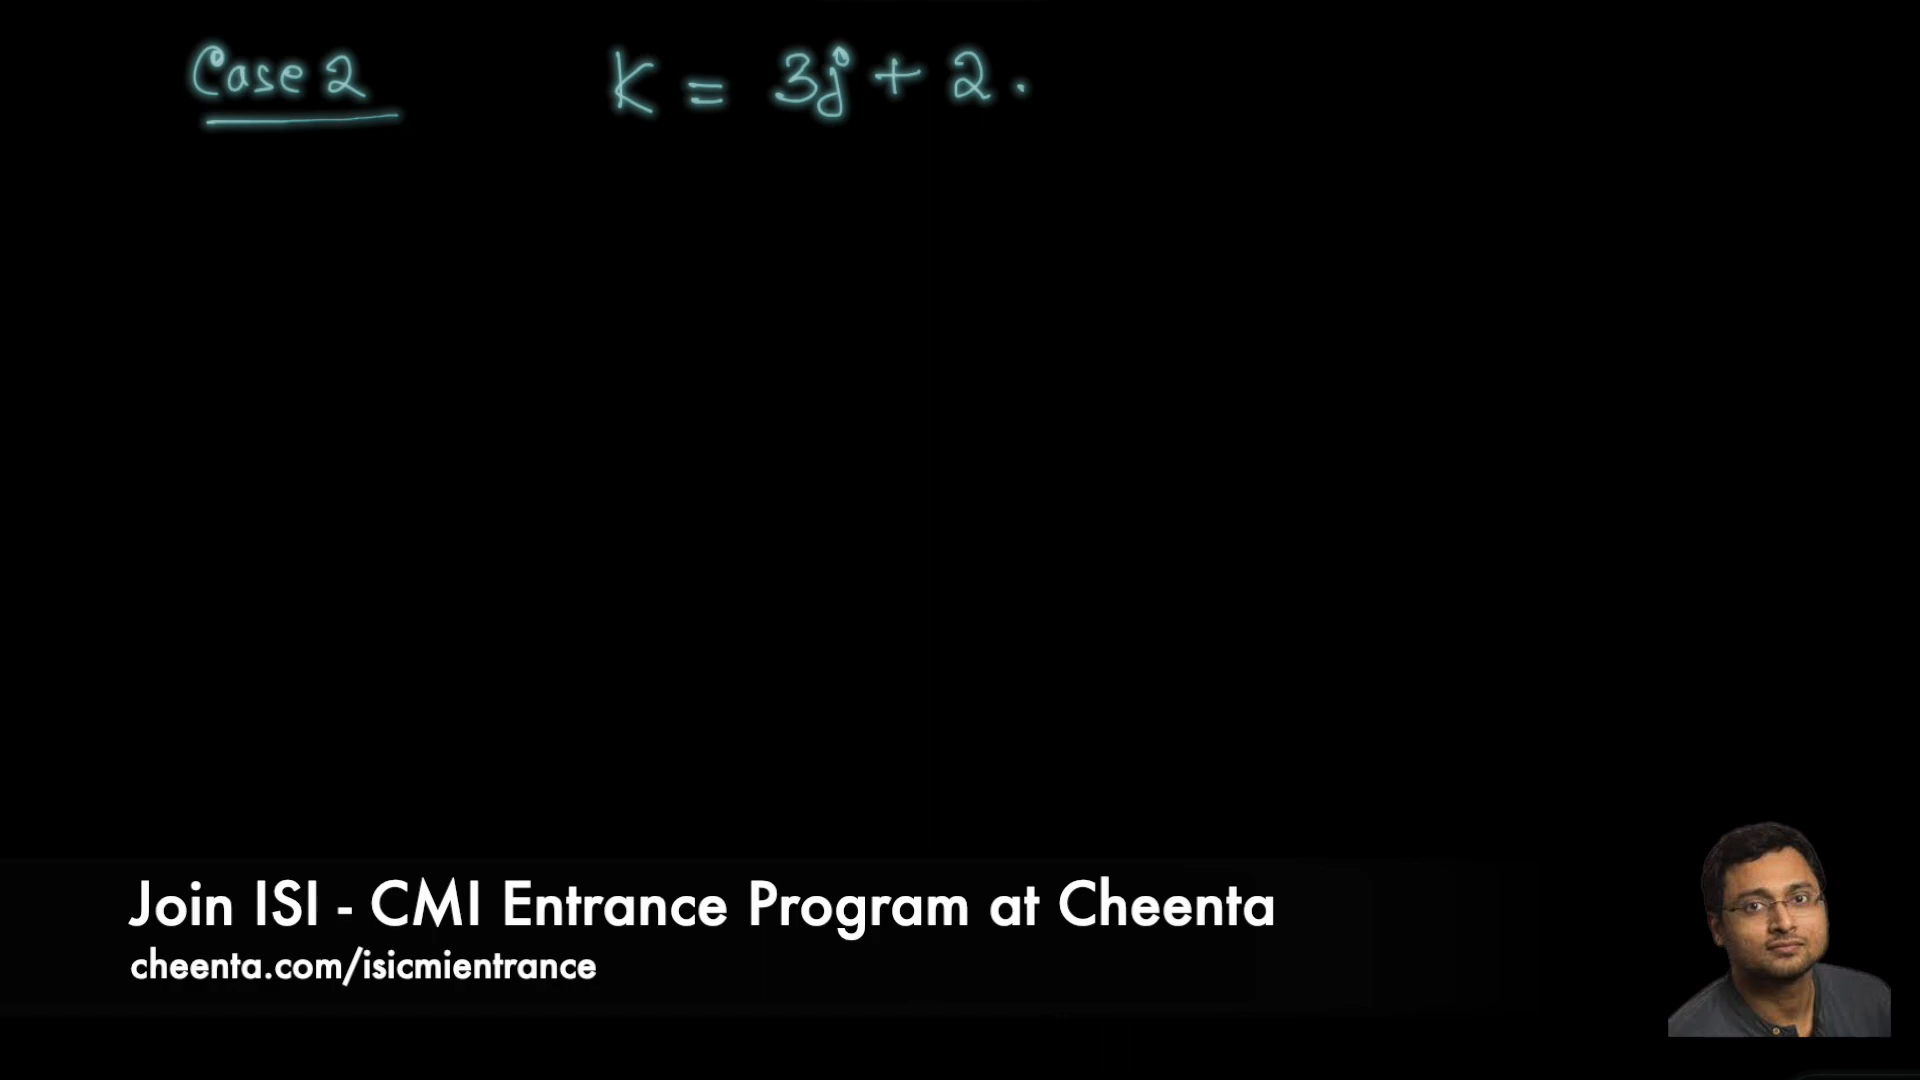 Case 2 K = 3j + 2.
Join ISI - CMI Entrance Program at Cheenta
cheenta.com/isicmientrance